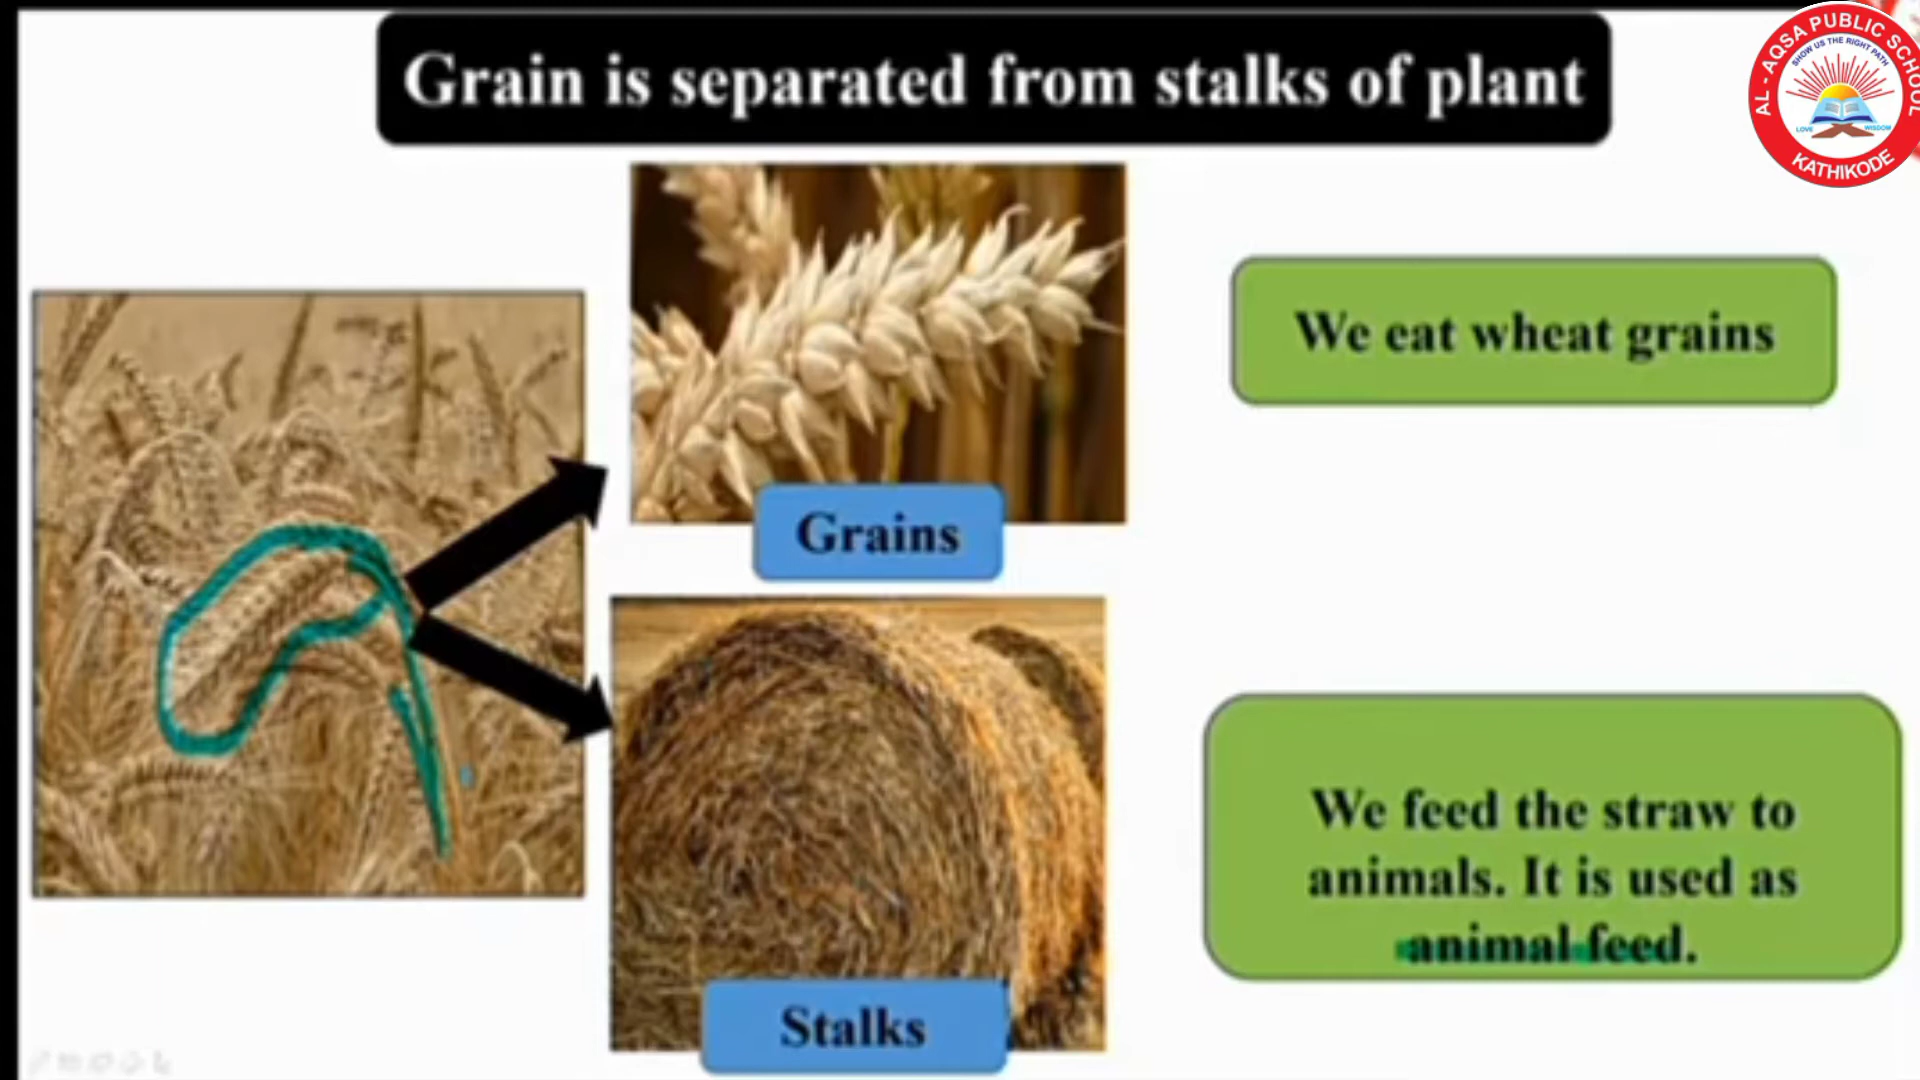 Grain is separated from stalks of plant
AL - AQSA PUBLIC SCHOOL
SHOW US THE RIGHT PATH
LOVE
WISDOM
KATHIKODE
We eat wheat grains
Grains
We feed the straw to
animals. It is used as
animal feed.
Stalks